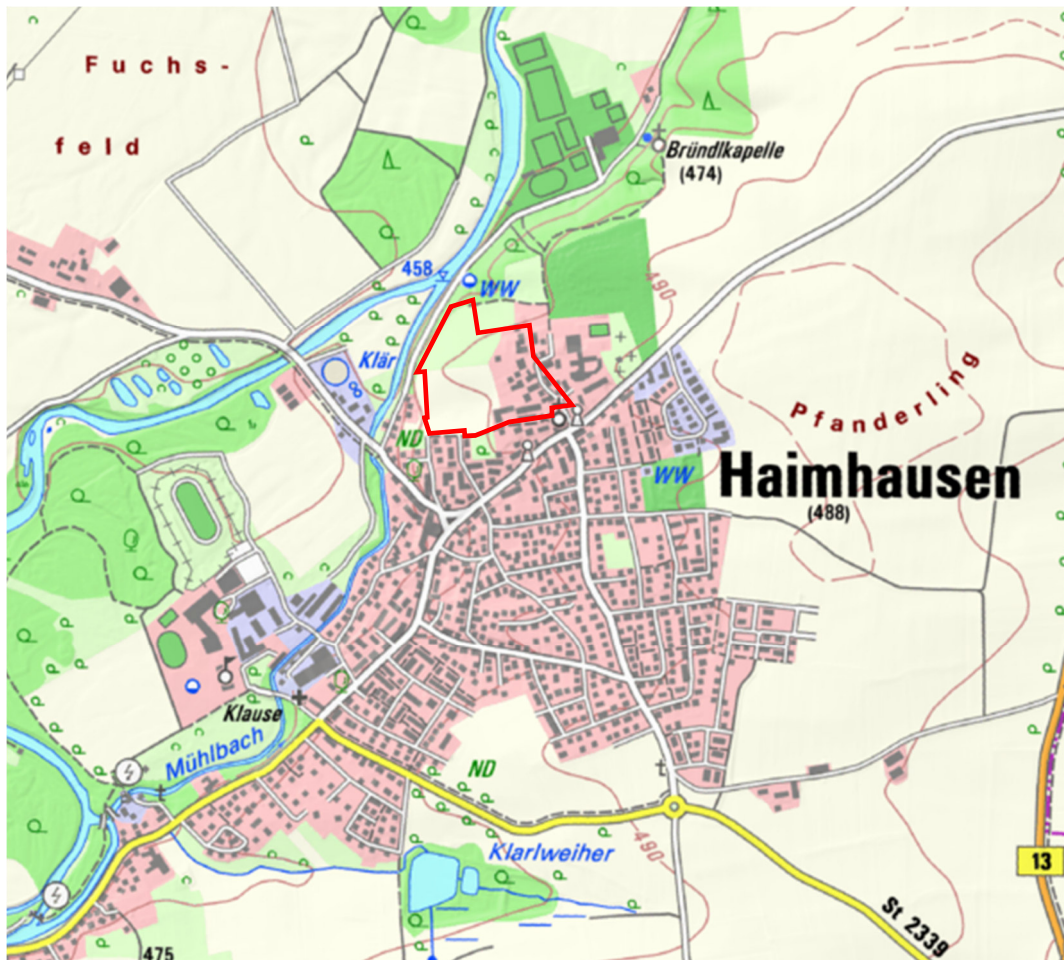 Fuchs-
feld
Bründlkapelle
(474)
458
WW
490
Klär
Pfanderling
ND
WW
Haimhausen
(488)
Klause
Mühlbach
ND
490
Klarlweiher
13
St 2339
475